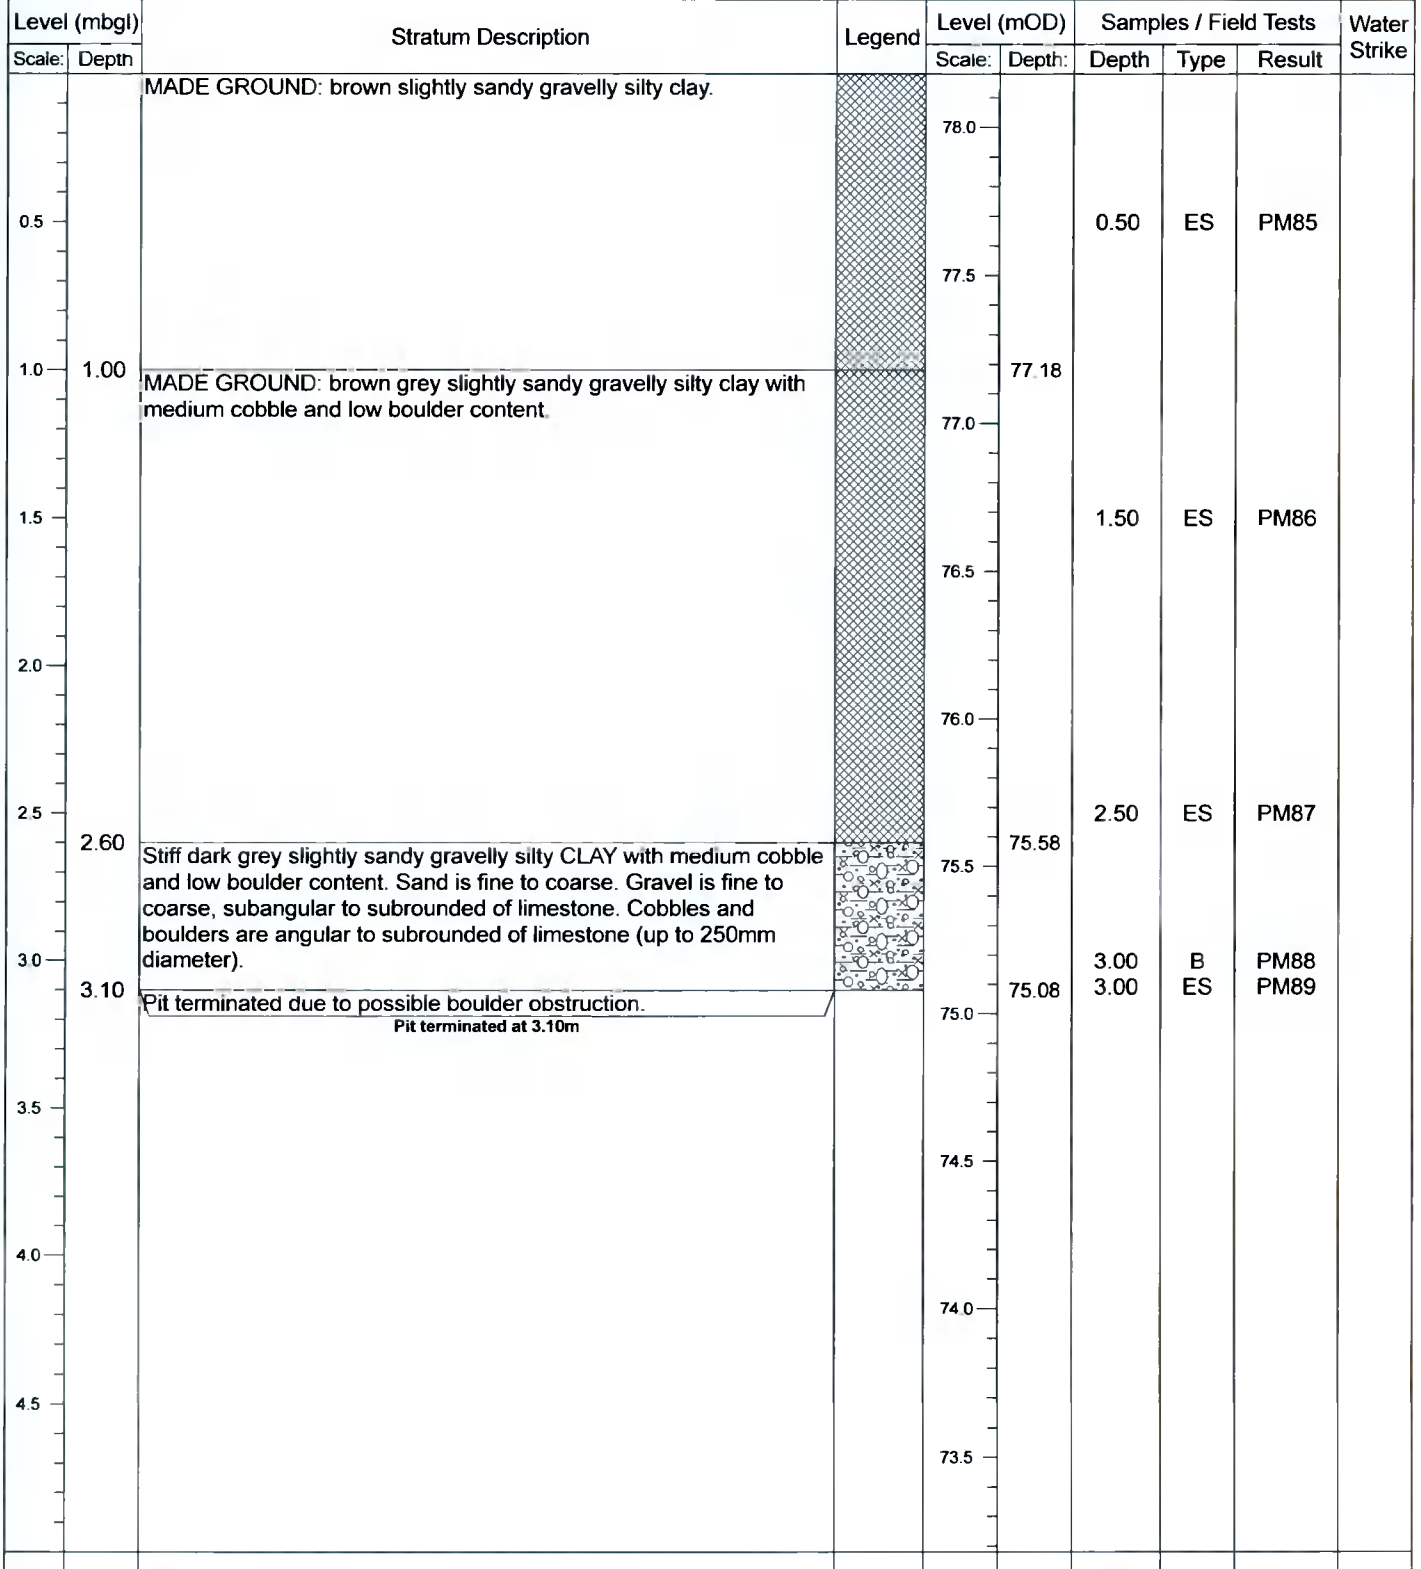 Level (mbgl) Stratum Description Legend Level (mOD) Samples / Field Tests Water Strike
Scale: Depth Scale: Depth: Depth Type Result
MADE GROUND: brown slightly sandy gravelly silty clay.
78.0
0.5 0.50 ES PM85
77.5
1.0 1.00 77.18
MADE GROUND: brown grey slightly sandy gravelly silty clay with
medium cobble and low boulder content.
77.0
1.5 1.50 ES PM86
76.5
2.0
76.0
2.5 2.50 ES PM87
2.60 75.58
Stiff dark grey slightly sandy gravelly silty CLAY with medium cobble
75.5
and low boulder content. Sand is fine to coarse. Gravel is fine to
coarse, subangular to subrounded of limestone. Cobbles and
boulders are angular to subrounded of limestone (up to 250mm
diameter).
3.0 3.00 B PM88
3.10 75.08 3.00 ES PM89
Pit terminated due to possible boulder obstruction.
75.0
Pit terminated at 3.10m
3.5
74.5
4.0
74.0
4.5
73.5